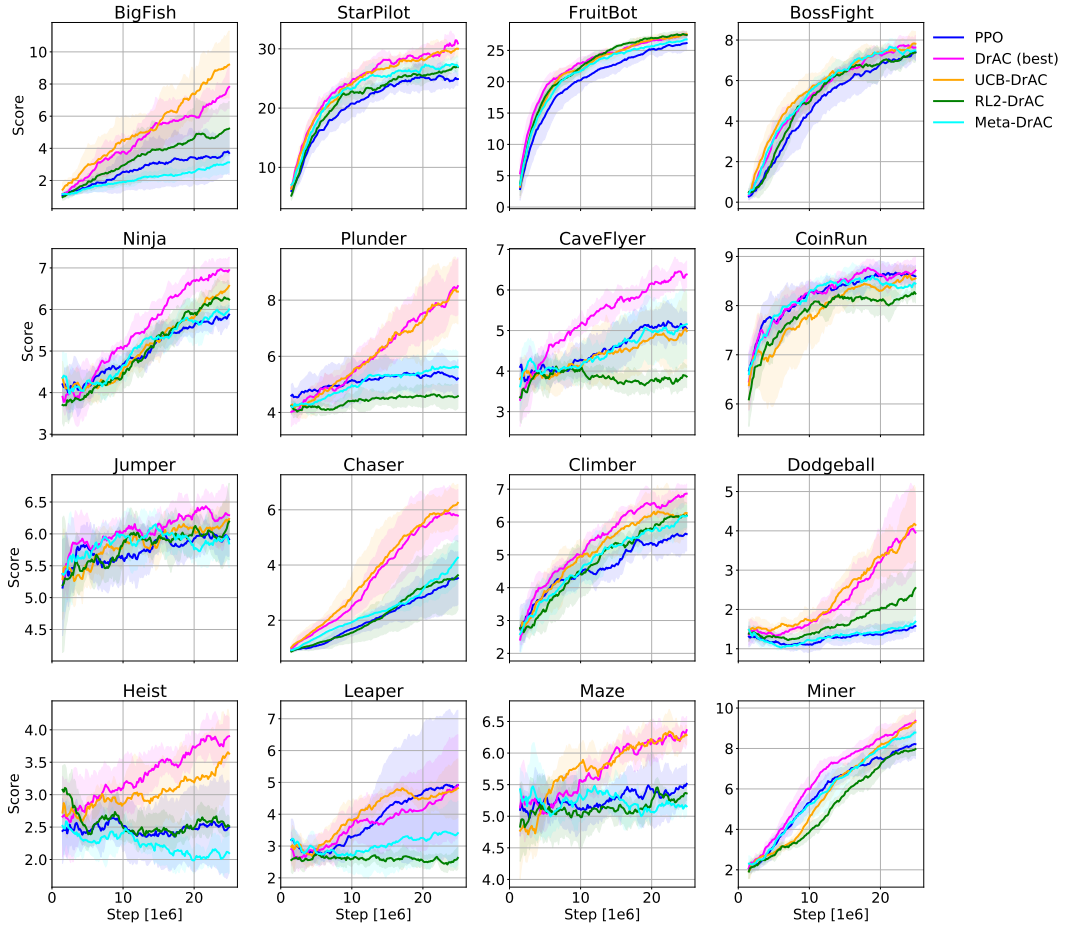 BigFish
StarPilot
FruitBot
BossFight
Score
10
8
6
4
2
30
20
10
25
20
15
10
5
0
8
6
4
2
0
PPO
DrAC (best)
UCB-DrAC
RL2-DrAC
Meta-DrAC
Ninja
Plunder
CaveFlyer
CoinRun
Score
7
6
5
4
3
8
6
4
7
6
5
4
3
9
8
7
6
Jumper
Chaser
Climber
Dodgeball
Score
6.5
6.0
5.5
5.0
4.5
6
4
2
7
6
5
4
3
2
5
4
3
2
1
Heist
Leaper
Maze
Miner
Score
4.0
3.5
3.0
2.5
2.0
7
6
5
4
3
2
6.5
6.0
5.5
5.0
4.5
4.0
10
8
6
4
2
0 10 20
0 10 20
0 10 20
0 10 20
Step [1e6]
Step [1e6]
Step [1e6]
Step [1e6]